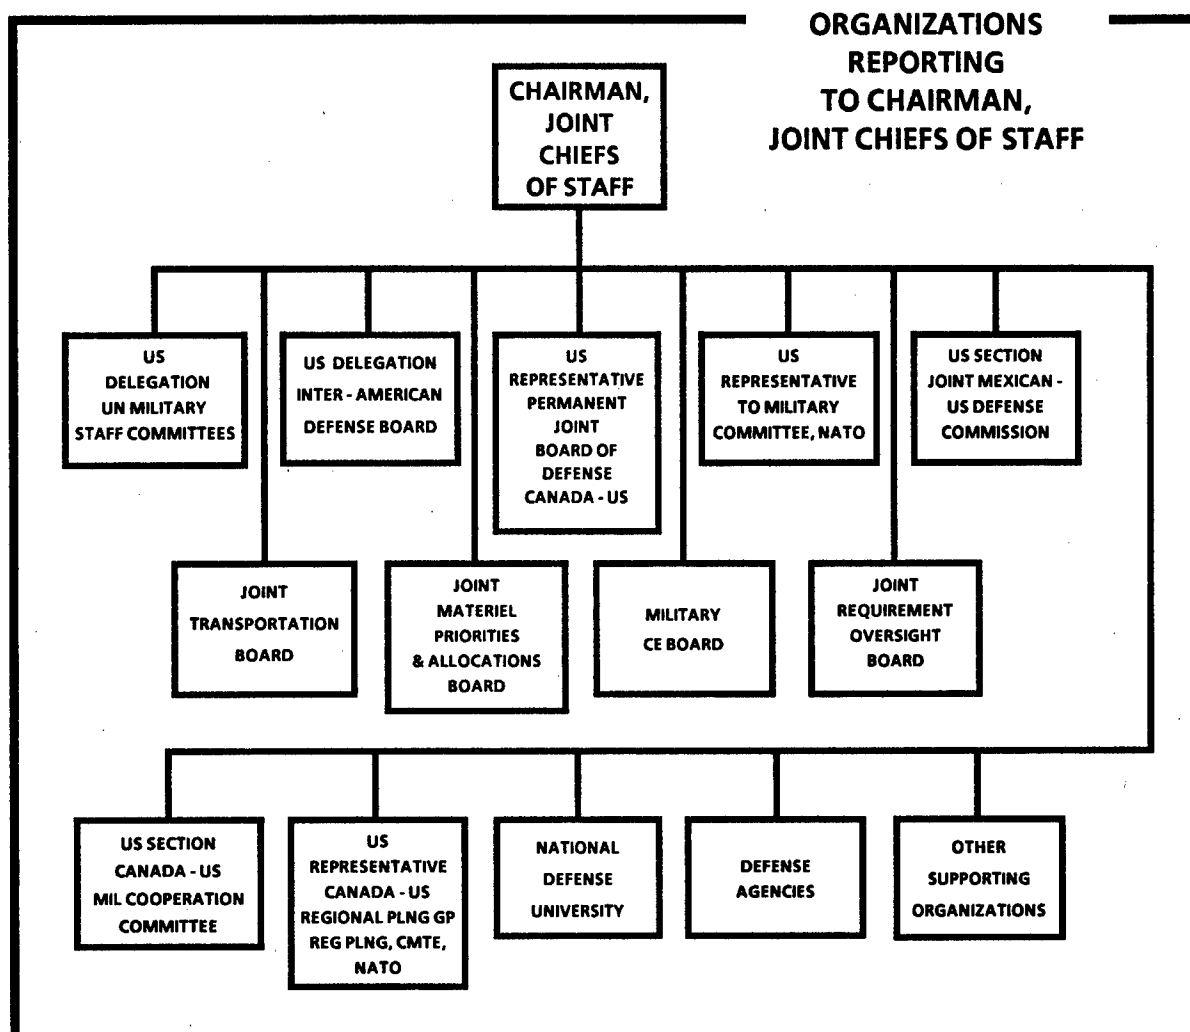 ORGANIZATIONS
REPORTING
TO CHAIRMAN,
JOINT CHIEFS OF STAFF
CHAIRMAN,
JOINT
CHIEFS
OF STAFF
US
DELEGATION
UN MILITARY
STAFF COMMITTEES
US DELEGATION
INTER - AMERICAN
DEFENSE BOARD
US
REPRESENTATIVE
PERMANENT
JOINT
BOARD OF
DEFENSE
CANADA - US
US
REPRESENTATIVE
TO MILITARY
COMMITTEE, NATO
US SECTION
JOINT MEXICAN -
US DEFENSE
COMMISSION
JOINT
TRANSPORTATION
BOARD
JOINT
MATERIEL
PRIORITIES
& ALLOCATIONS
BOARD
MILITARY
CE BOARD
JOINT
REQUIREMENT
OVERSIGHT
BOARD
US SECTION
CANADA - US
MIL COOPERATION
COMMITTEE
US
REPRESENTATIVE
CANADA - US
REGIONAL PLNG GP
REG PLNG, CMTE,
NATO
NATIONAL
DEFENSE
UNIVERSITY
DEFENSE
AGENCIES
OTHER
SUPPORTING
ORGANIZATIONS